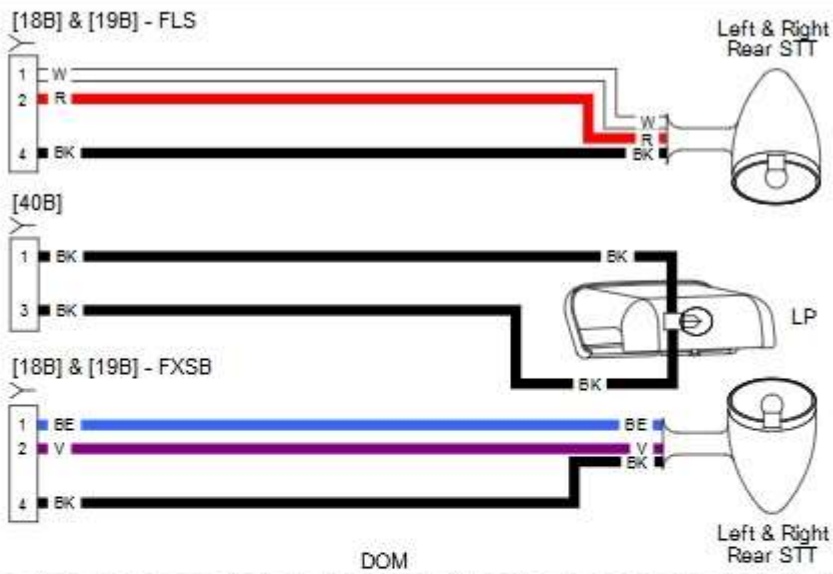 [18B] & [19B] - FLS
Left & Right
Rear STT
1 W
2 R
W
R
4 BK
BK
[40B]
1 BK
BK
3 BK
LP
BK
[18B] & [19B] - FXSB
1 BE
BE
2 V
V
BK
4 BK
Left & Right
Rear STT
DOM